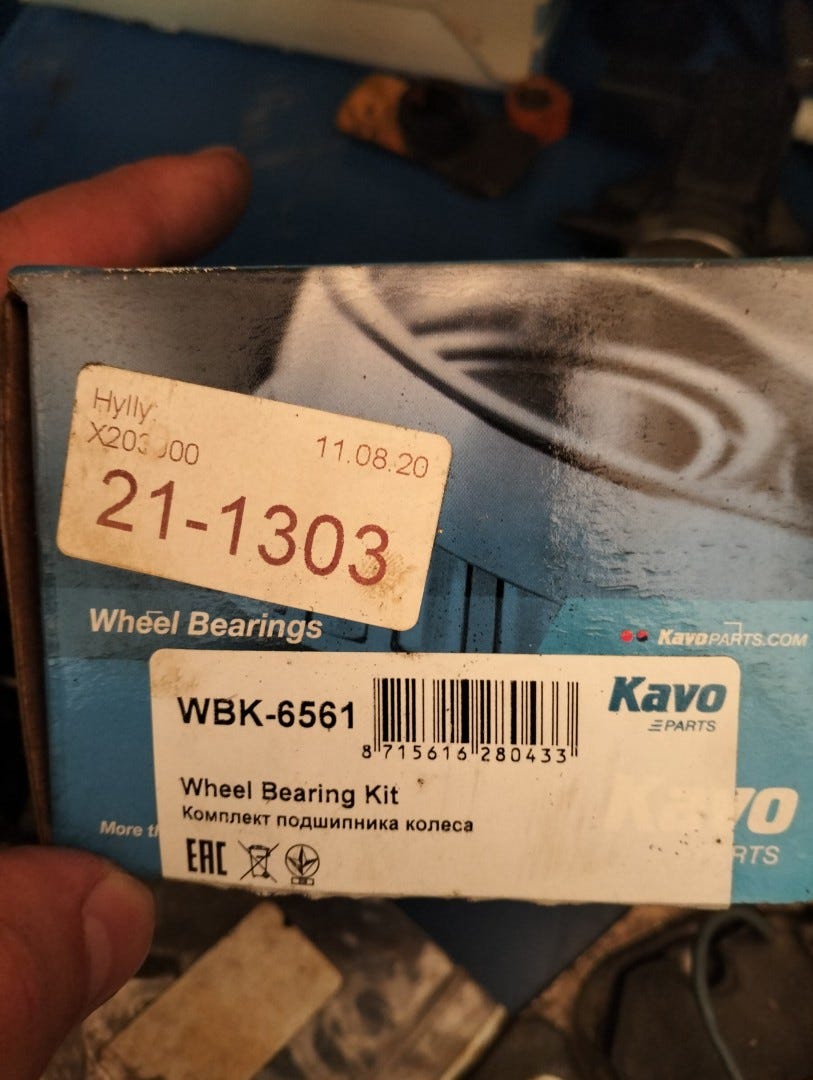 Hylly
11.08.20
21-1303
Wheel Bearings
KavoPARTS.COM
WBK-6561
8 715616 280433
Kavo
PARTS
Wheel Bearing Kit
Комплект подшипника колеса
More
EAC